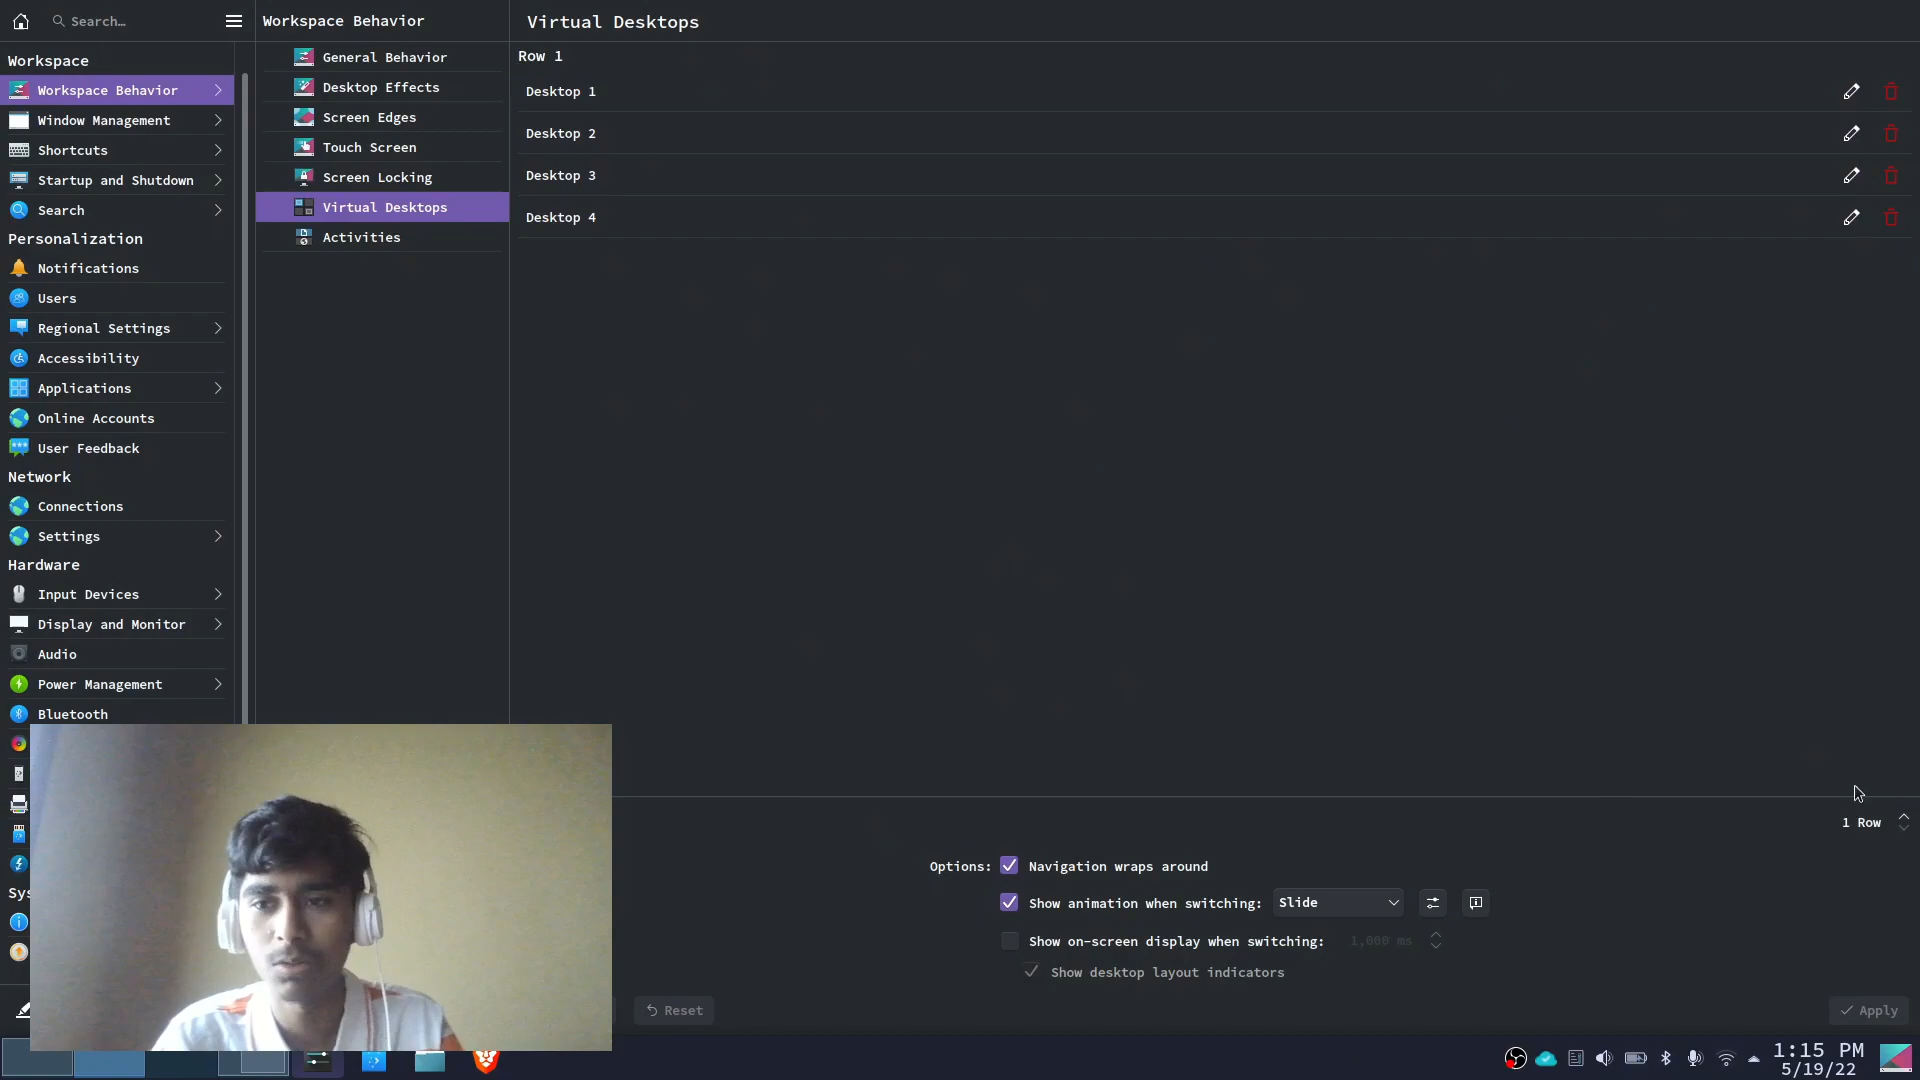 Search...
Workspace Behavior
Virtual Desktops
Workspace
Workspace Behavior
Window Management
Shortcuts
Startup and Shutdown
Search
Personalization
Notifications
Users
Regional Settings
Accessibility
Applications
Online Accounts
User Feedback
Network
Connections
Settings
Hardware
Input Devices
Display and Monitor
Audio
Power Management
Bluetooth
General Behavior
Desktop Effects
Screen Edges
Touch Screen
Screen Locking
Virtual Desktops
Activities
Row 1
Desktop 1
Desktop 2
Desktop 3
Desktop 4
1 Row
Options: Navigation wraps around
Show animation when switching: Slide
Show on-screen display when switching: 1,000 ms
Show desktop layout indicators
Reset
Apply
1:15 PM
5/19/22